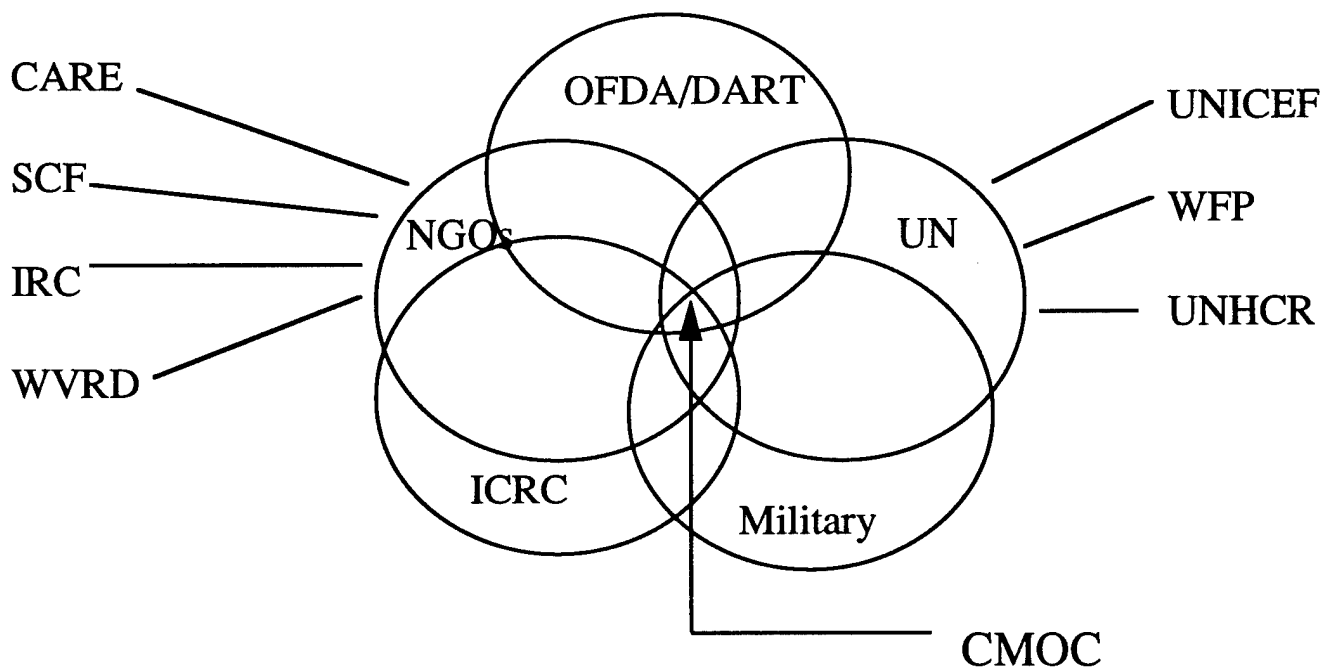 OFDA/DART
CARE
SCF
IRC
WVRD
NGOs
UN
UNICEF
WFP
UNHCR
ICRC
Military
CMOC